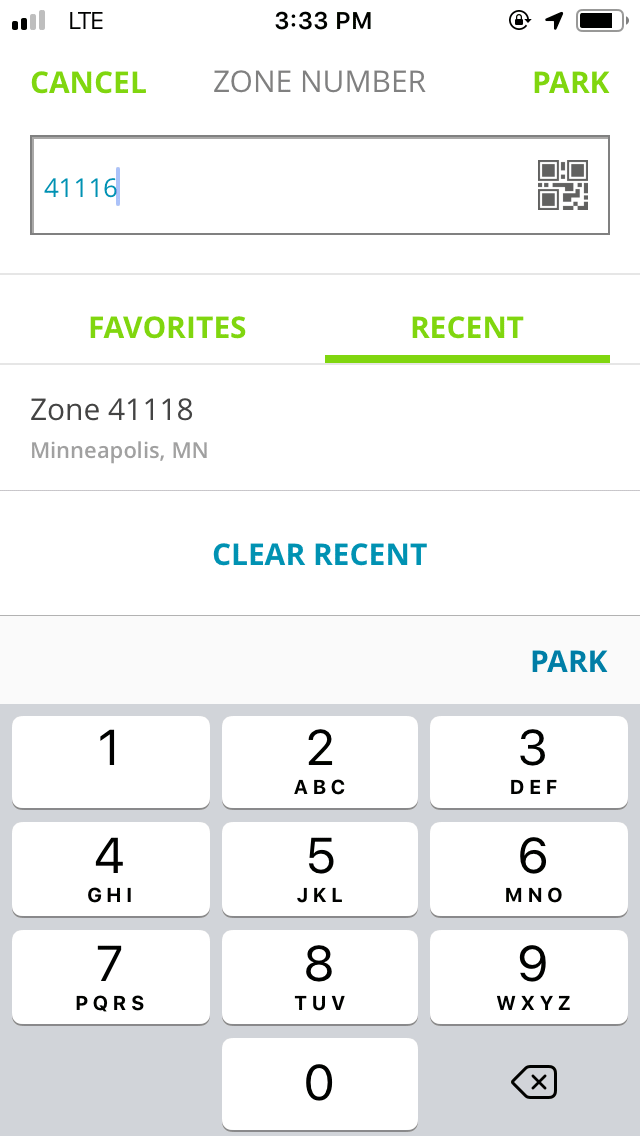 LTE 3:33 PM
CANCEL ZONE NUMBER PARK
41116
FAVORITES RECENT
Zone 41118
Minneapolis, MN
CLEAR RECENT
PARK
1 2 3
ABC DEF
4 5 6
GHI JKL MNO
7 8 9
PQRS TUV WXYZ
0